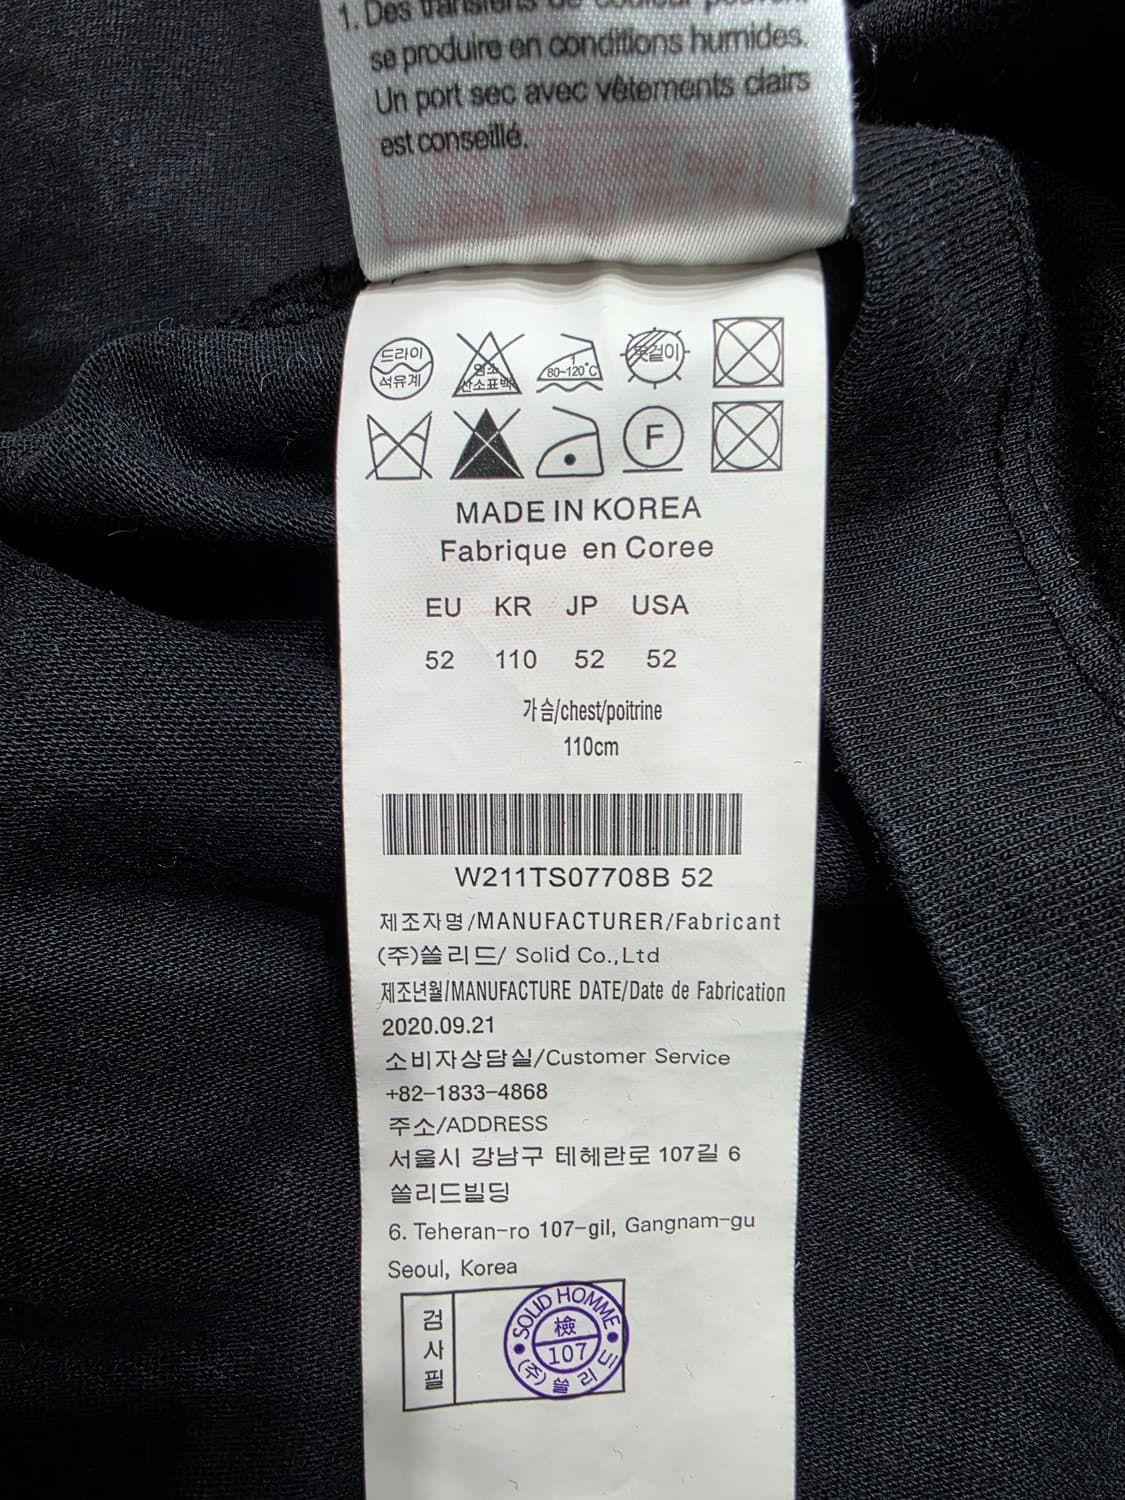 1. Des transferts de couleur peuvent
se produire en conditions humides.
Un port sec avec vêtements clairs
est conseillé.
드라이
석유계
염소
산소표백
1
80~120°C
옷걸이
F
MADE IN KOREA
Fabrique en Coree
EU KR JP USA
52 110 52 52
가슴/chest/poitrine
110cm
W211TS07708B 52
제조자명/MANUFACTURER/Fabricant
(주)쏠리드/ Solid Co.,Ltd
제조년월/MANUFACTURE DATE/Date de Fabrication
2020.09.21
소비자상담실/Customer Service
+82-1833-4868
주소/ADDRESS
서울시 강남구 테헤란로 107길 6
쏠리드빌딩
6. Teheran-ro 107-gil, Gangnam-gu
Seoul, Korea
검사필
SOLID HOMME
檢
107
(주)쏠리드